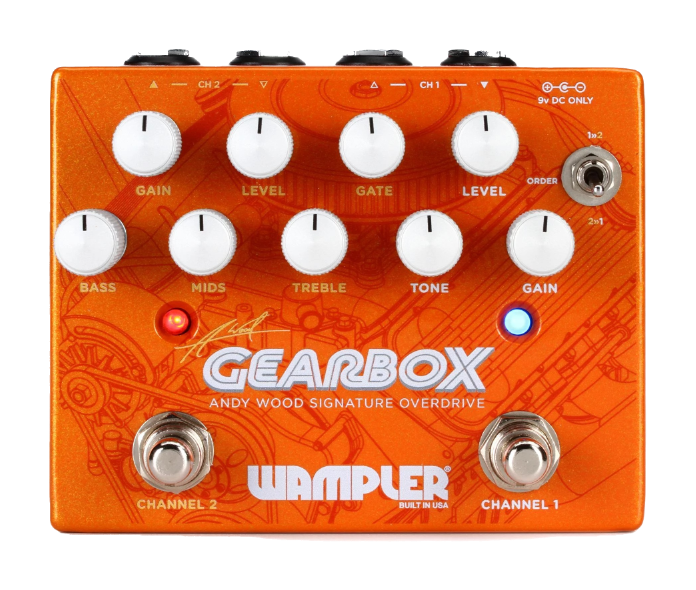 CH 2
CH 1
9v DC ONLY
1»2
GAIN
LEVEL
GATE
LEVEL
ORDER
2»1
BASS
MIDS
TREBLE
TONE
GAIN
GEARBOX
ANDY WOOD SIGNATURE OVERDRIVE
WAMPLER®
BUILT IN USA
CHANNEL 2
CHANNEL 1